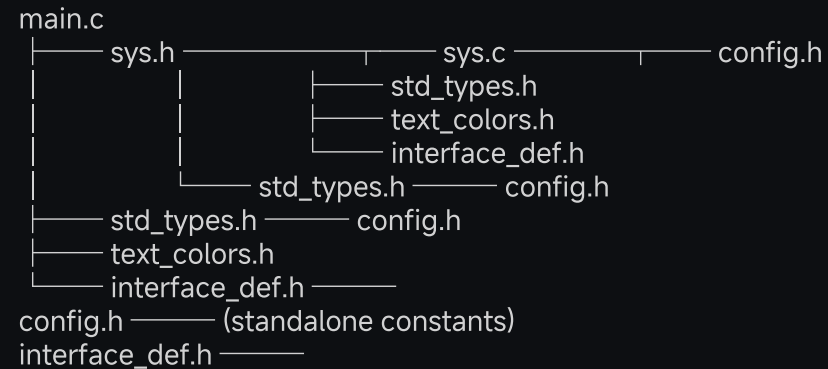 main.c
├── sys.h ─────┬── sys.c ────┬── config.h
│ │ ├── std_types.h
│ │ ├── text_colors.h
│ │ └── interface_def.h
│ └── std_types.h ─── config.h
├── std_types.h ─── config.h
├── text_colors.h
└── interface_def.h ───
config.h ─── (standalone constants)
interface_def.h ───